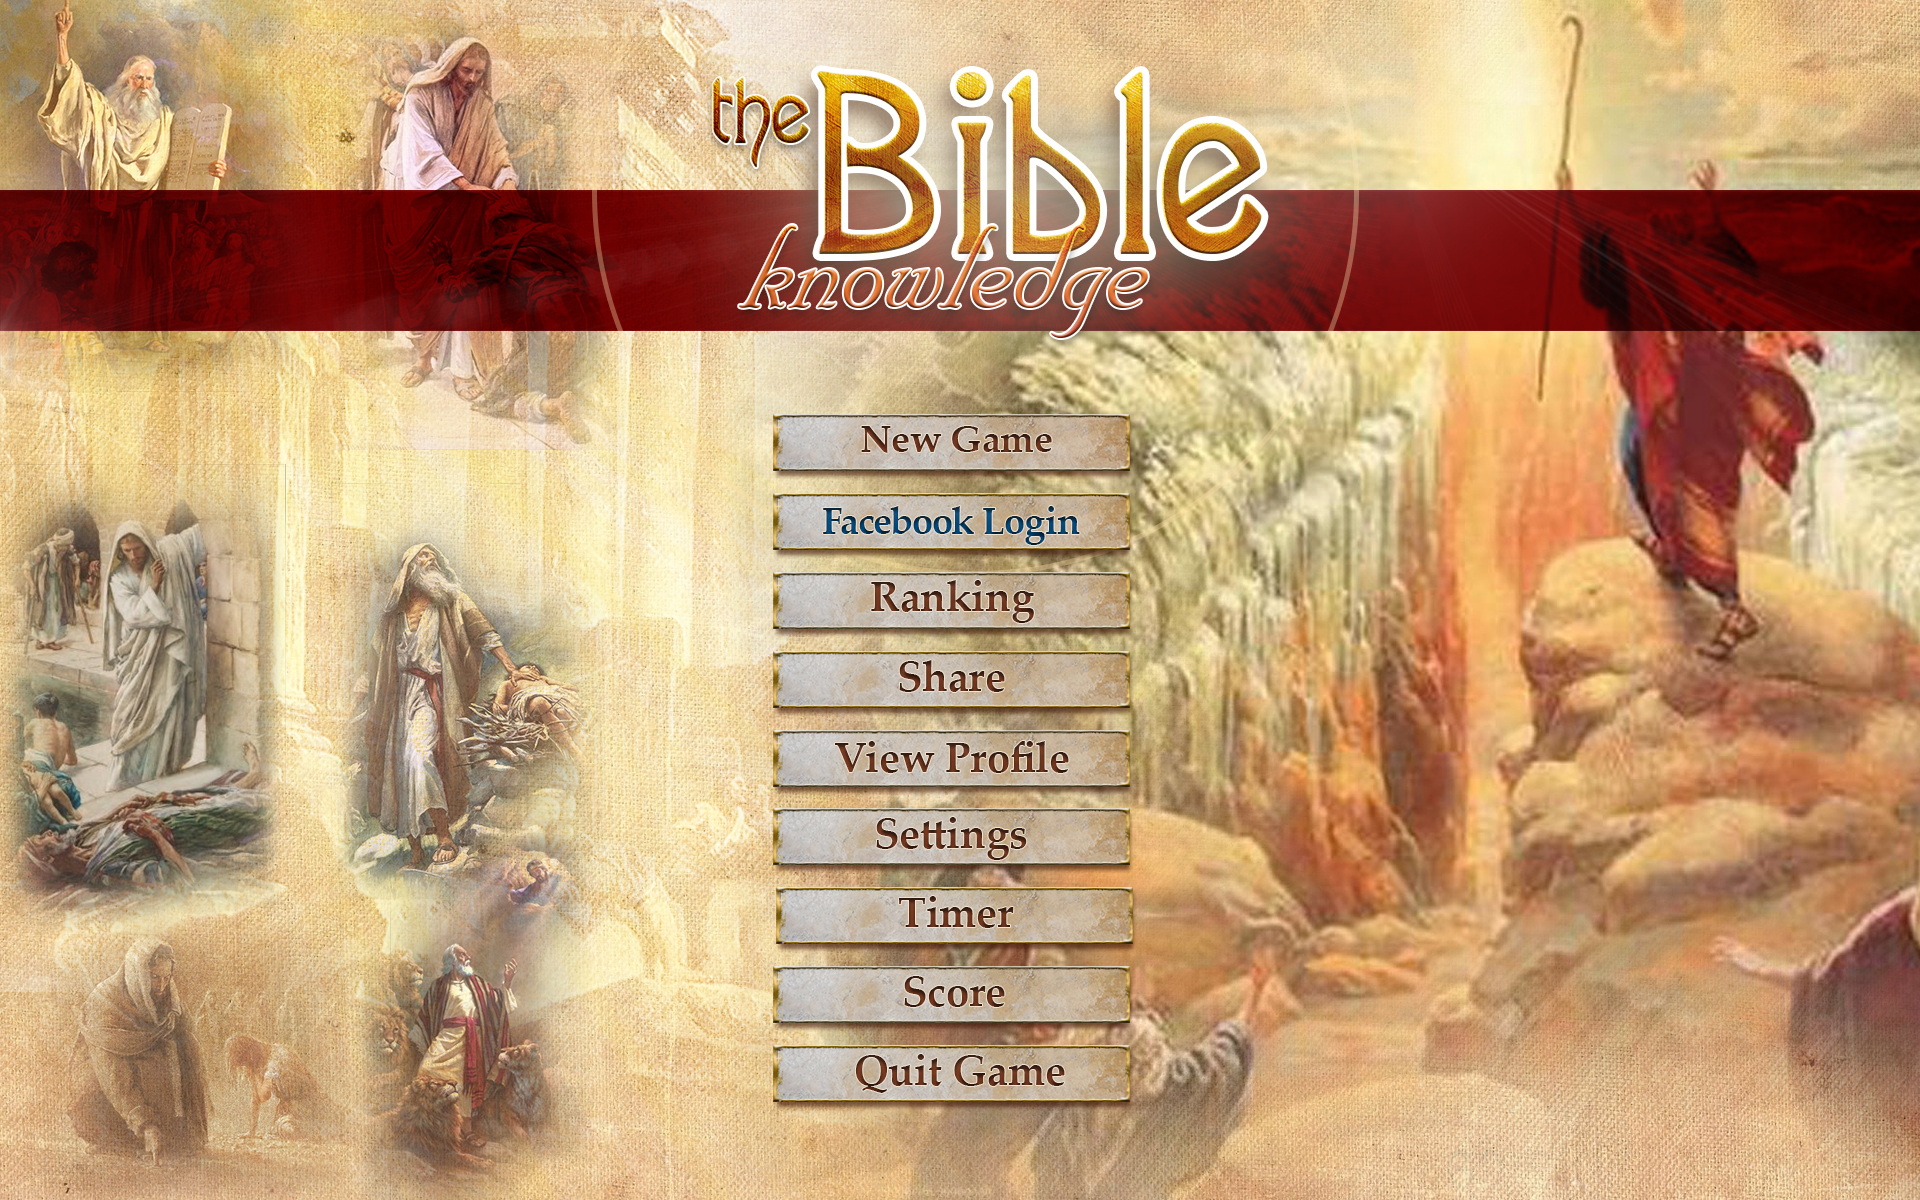 the Bible
knowledge
New Game
Facebook Login
Ranking
Share
View Profile
Settings
Timer
Score
Quit Game